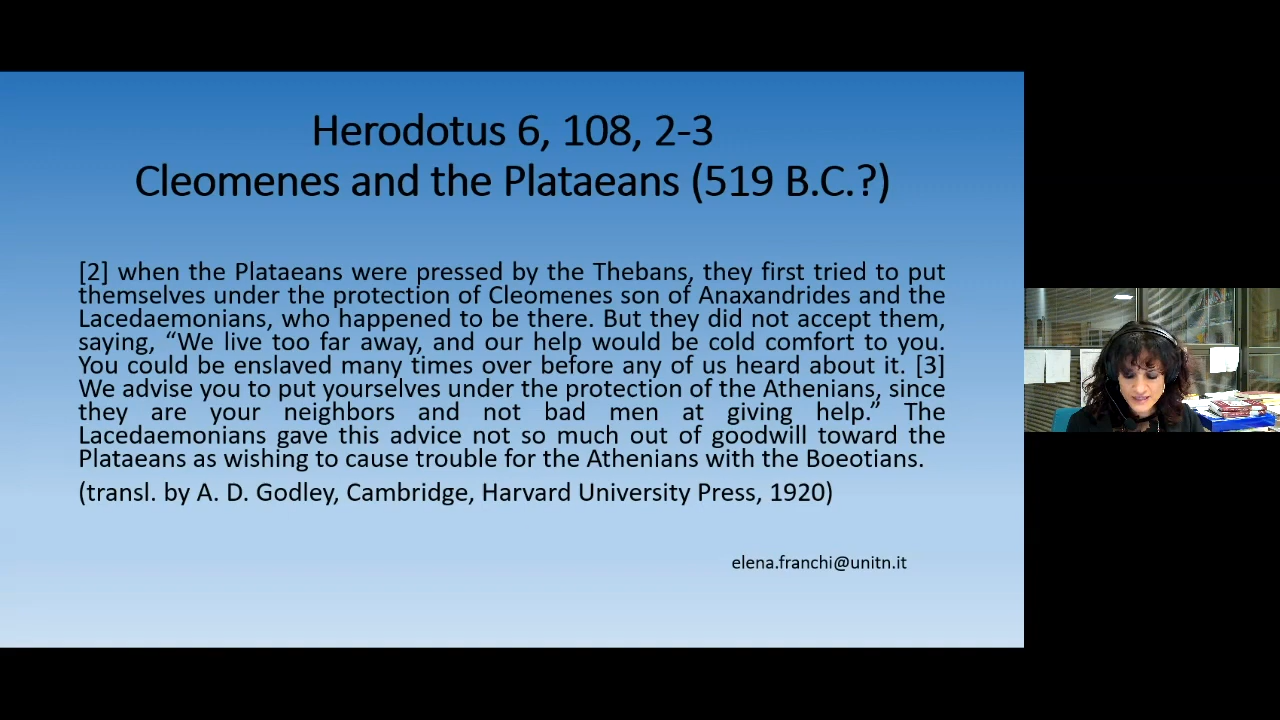 Herodotus 6, 108, 2-3
Cleomenes and the Plataeans (519 B.C.?)
[2] when the Plataeans were pressed by the Thebans, they first tried to put
themselves under the protection of Cleomenes son of Anaxandrides and the
Lacedaemonians, who happened to be there. But they did not accept them,
saying, “We live too far away, and our help would be cold comfort to you.
You could be enslaved many times over before any of us heard about it. [3]
We advise you to put yourselves under the protection of the Athenians, since
they are your neighbors and not bad men at giving help.” The
Lacedaemonians gave this advice not so much out of goodwill toward the
Plataeans as wishing to cause trouble for the Athenians with the Boeotians.
(transl. by A. D. Godley, Cambridge, Harvard University Press, 1920)
elena.franchi@unitn.it